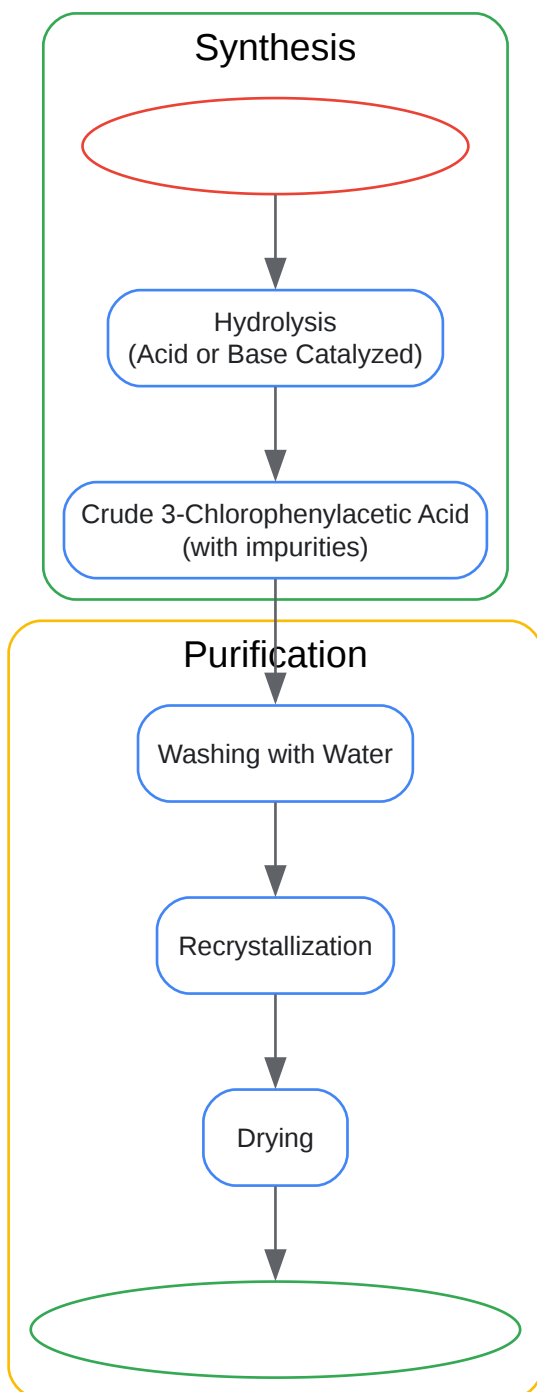 Synthesis
Hydrolysis
(Acid or Base Catalyzed)
Crude 3-Chlorophenylacetic Acid
(with impurities)
Purification
Washing with Water
Recrystallization
Drying